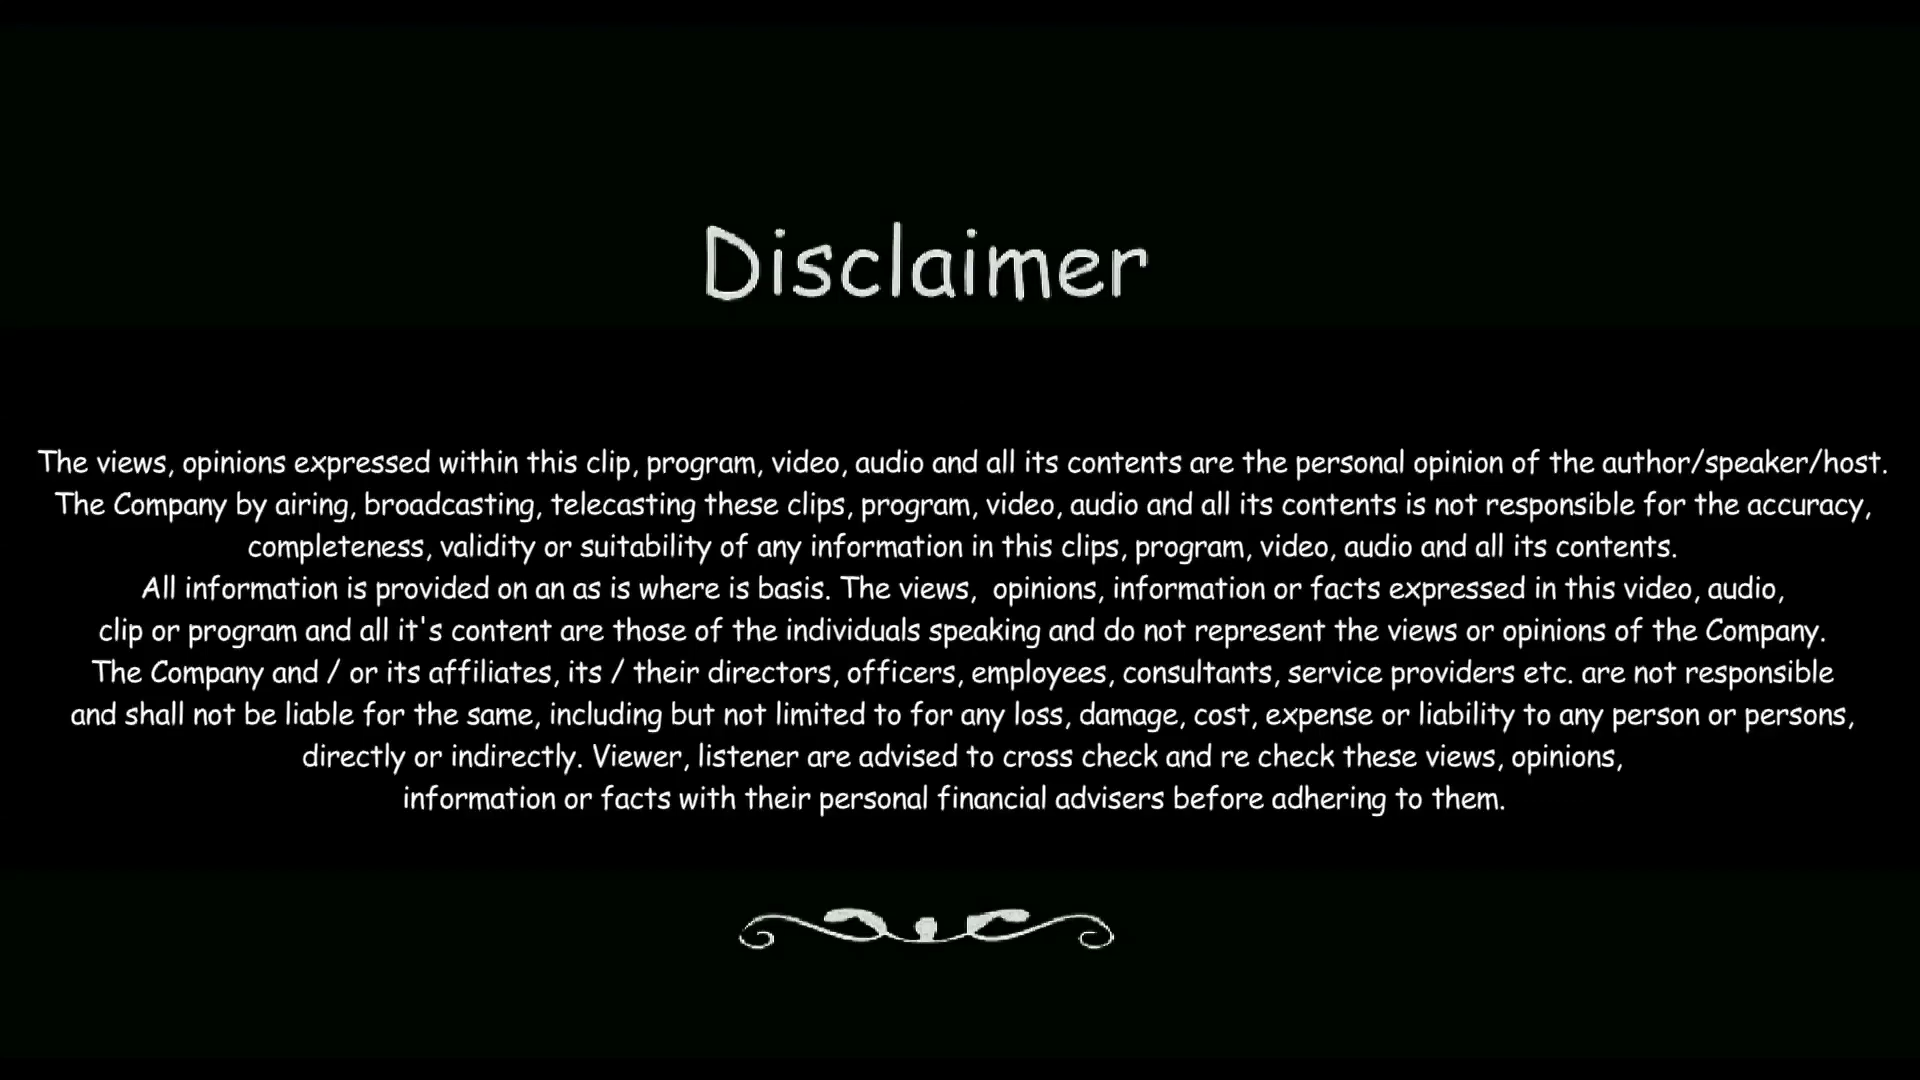 Disclaimer
The views, opinions expressed within this clip, program, video, audio and all its contents are the personal opinion of the author/speaker/host.
The Company by airing, broadcasting, telecasting these clips, program, video, audio and all its contents is not responsible for the accuracy,
completeness, validity or suitability of any information in this clips, program, video, audio and all its contents.
All information is provided on an as is where is basis. The views,  opinions, information or facts expressed in this video, audio,
clip or program and all it's content are those of the individuals speaking and do not represent the views or opinions of the Company.
The Company and / or its affiliates, its / their directors, officers, employees, consultants, service providers etc. are not responsible
and shall not be liable for the same, including but not limited to for any loss, damage, cost, expense or liability to any person or persons,
directly or indirectly. Viewer, listener are advised to cross check and re check these views, opinions,
information or facts with their personal financial advisers before adhering to them.